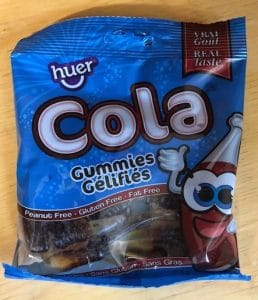 huer
VRAI
Goût
REAL
Taste
Cola
Gummies
Gélifiés
Peanut Free · Gluten Free · Fat Free
Sans Gluten · Sans Gras